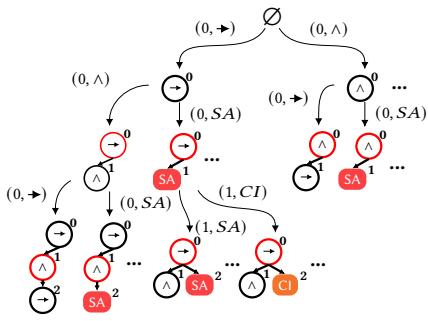 ∅
(0, →) (0, ∧)
(0, ∧) → 0 ∧ 0 ...
(0, SA) (0, →) (0, SA)
→ 0 → 0 ∧ 0 ∧ 0
∧ 1 SA 1 ... → 1 SA 1 ...
(0, →) (0, SA) (1, CI)
(1, SA)
→ 0 → 0 → 0 → 0
∧ 1 ∧ 1 ... ∧ 1 SA 2 ... ∧ 1 CI 2 ...
→ 2 SA 2